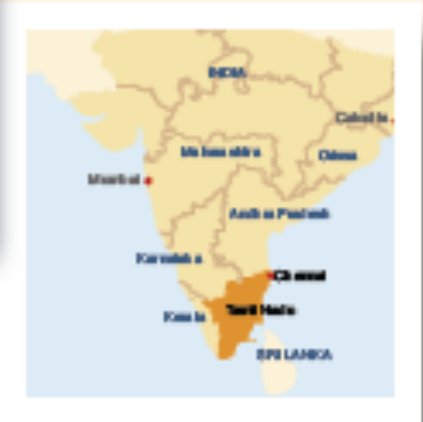 INDIA
Calcutta
Maharashtra
Orissa
Mumbai
Andhra Pradesh
Karnataka
Chennai
Tamil Nadu
Kerala
SRI LANKA